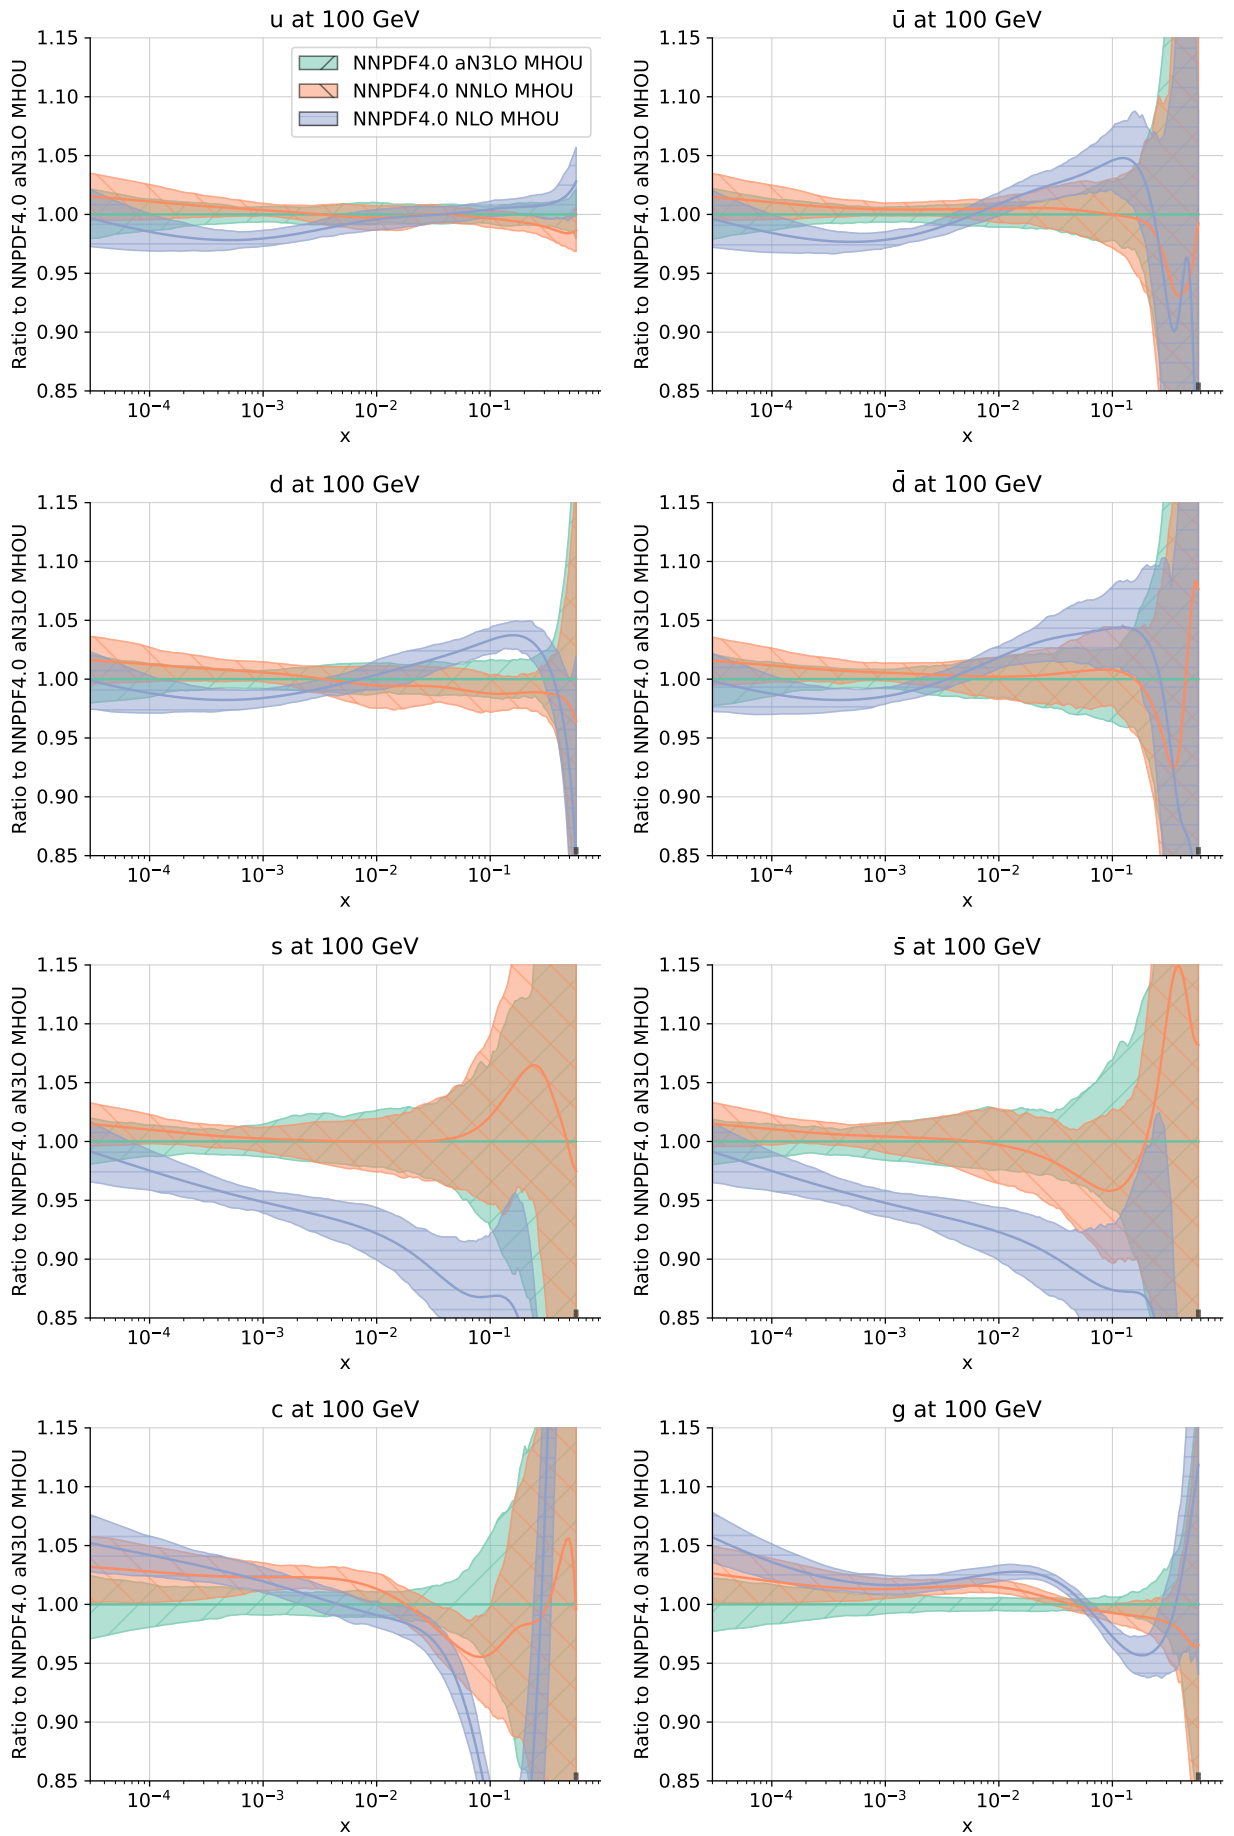 u at 100 GeV
Ratio to NNPDF4.0 aN3LO MHOU
1.15
1.10
1.05
1.00
0.95
0.90
0.85
NNPDF4.0 aN3LO MHOU
NNPDF4.0 NNLO MHOU
NNPDF4.0 NLO MHOU
10⁻⁴ 10⁻³ 10⁻² 10⁻¹
x
ū at 100 GeV
Ratio to NNPDF4.0 aN3LO MHOU
1.15
1.10
1.05
1.00
0.95
0.90
0.85
10⁻⁴ 10⁻³ 10⁻² 10⁻¹
x
d at 100 GeV
Ratio to NNPDF4.0 aN3LO MHOU
1.15
1.10
1.05
1.00
0.95
0.90
0.85
10⁻⁴ 10⁻³ 10⁻² 10⁻¹
x
d̄ at 100 GeV
Ratio to NNPDF4.0 aN3LO MHOU
1.15
1.10
1.05
1.00
0.95
0.90
0.85
10⁻⁴ 10⁻³ 10⁻² 10⁻¹
x
s at 100 GeV
Ratio to NNPDF4.0 aN3LO MHOU
1.15
1.10
1.05
1.00
0.95
0.90
0.85
10⁻⁴ 10⁻³ 10⁻² 10⁻¹
x
s̄ at 100 GeV
Ratio to NNPDF4.0 aN3LO MHOU
1.15
1.10
1.05
1.00
0.95
0.90
0.85
10⁻⁴ 10⁻³ 10⁻² 10⁻¹
x
c at 100 GeV
Ratio to NNPDF4.0 aN3LO MHOU
1.15
1.10
1.05
1.00
0.95
0.90
0.85
10⁻⁴ 10⁻³ 10⁻² 10⁻¹
x
g at 100 GeV
Ratio to NNPDF4.0 aN3LO MHOU
1.15
1.10
1.05
1.00
0.95
0.90
0.85
10⁻⁴ 10⁻³ 10⁻² 10⁻¹
x